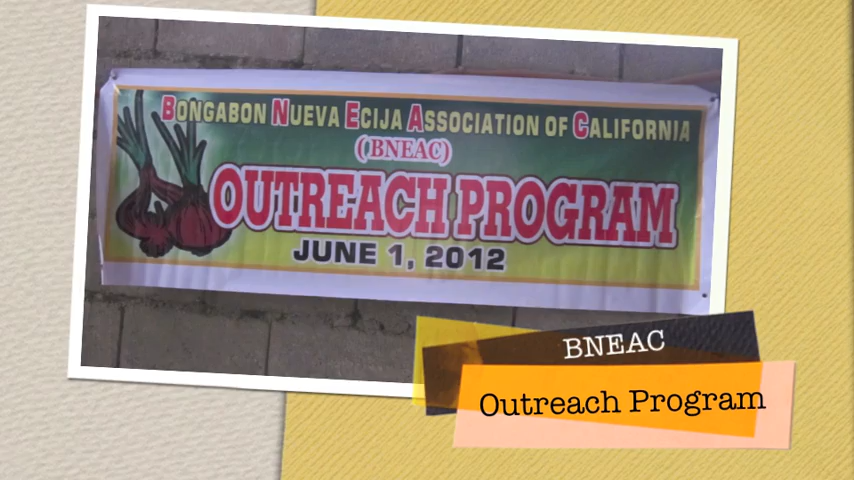 BONGABON NUEVA ECIJA ASSOCIATION OF CALIFORNIA
(BNEAC)
OUTREACH PROGRAM
JUNE 1, 2012
BNEAC
Outreach Program